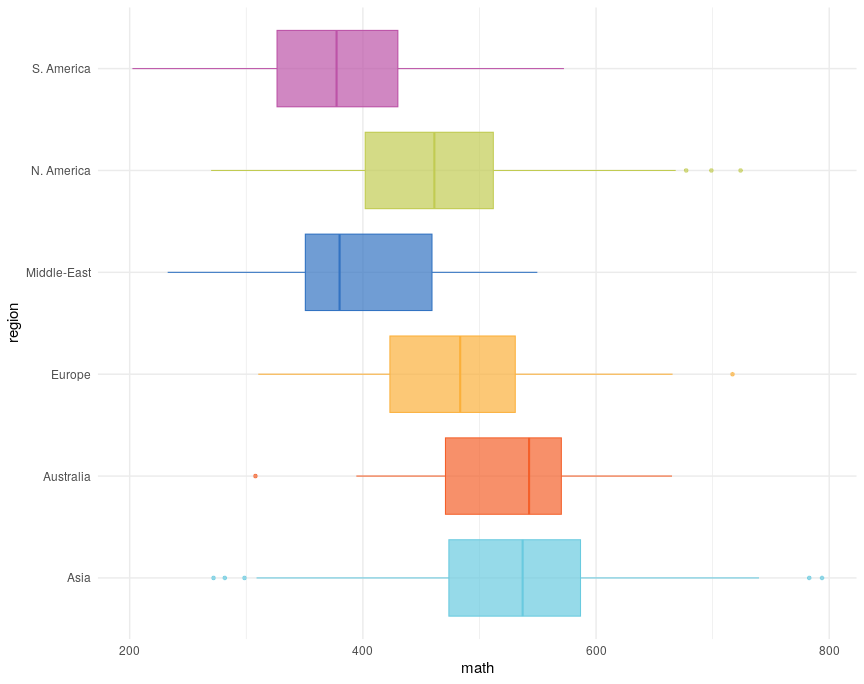 S. America
N. America
Middle-East
region
Europe
Australia
Asia
200 400 600 800
math